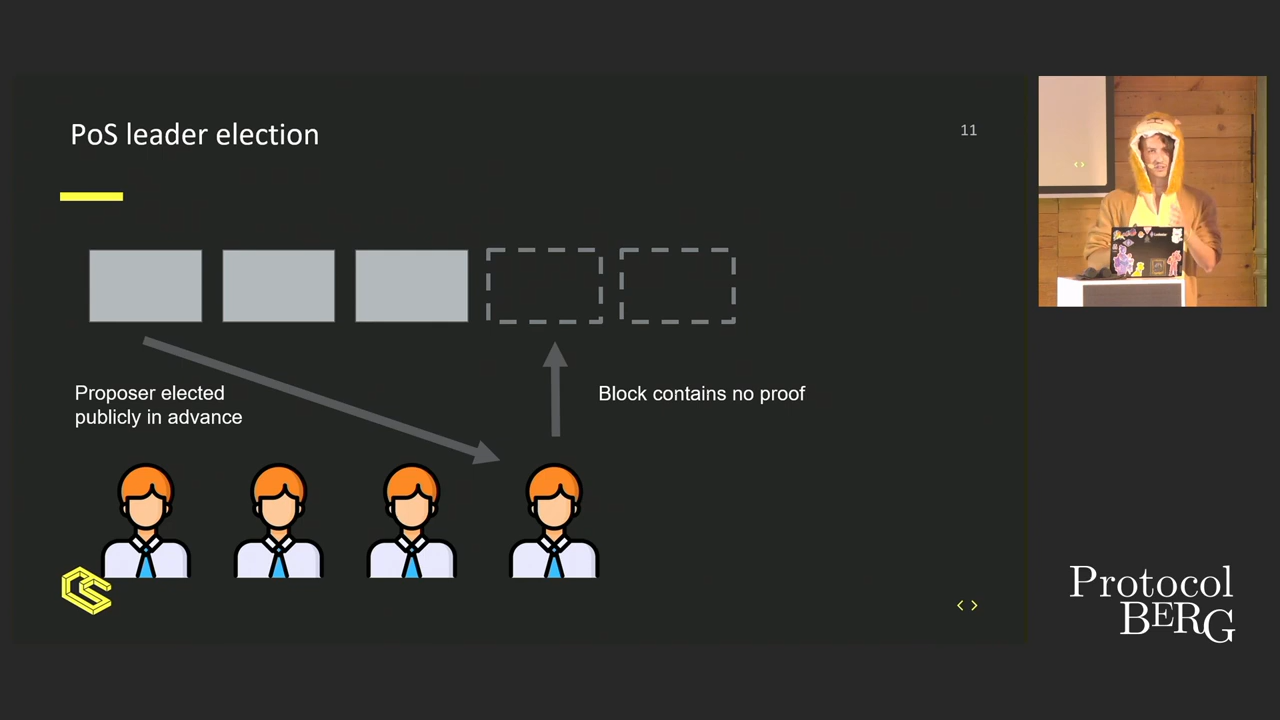 PoS leader election
11
Proposer elected
publicly in advance
Block contains no proof
< >
Protocol
BERG